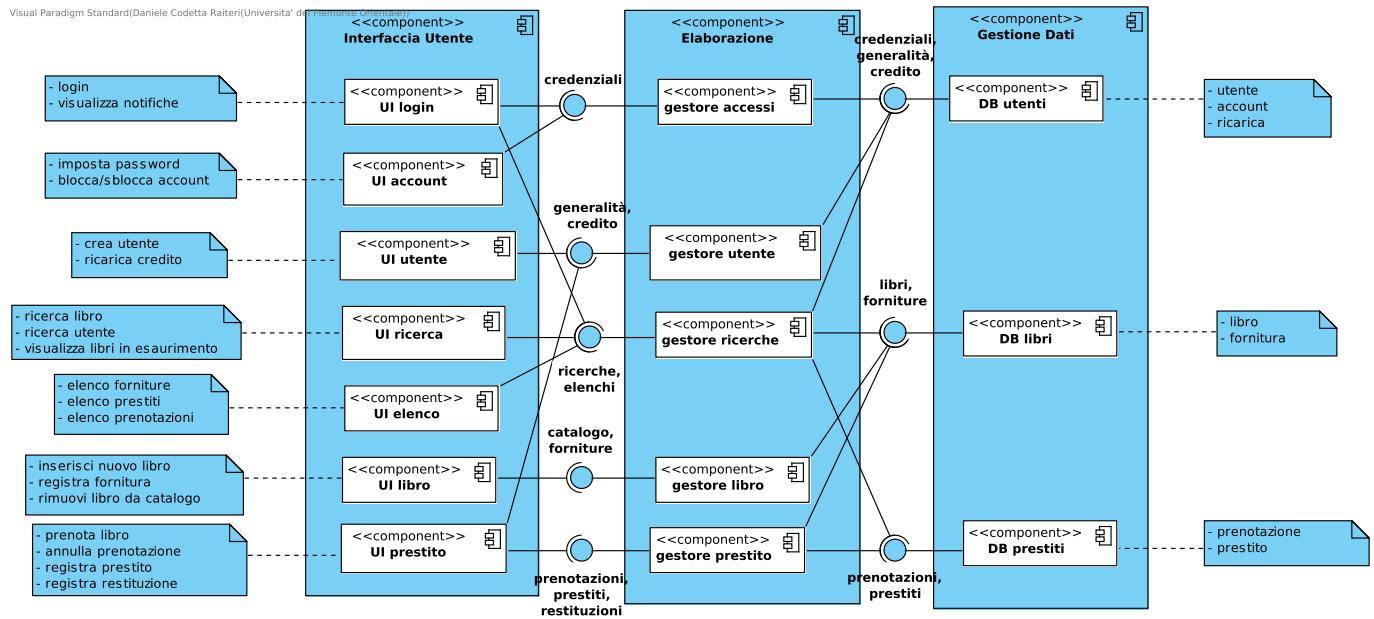 Visual Paradigm Standard(Daniele Codetta Raiteri(Universita' del Piemonte Orientale))
<<component>>
Interfaccia Utente
<<component>>
Elaborazione
<<component>>
Gestione Dati
- login
- visualizza notifiche
<<component>>
UI login
credenziali
<<component>>
gestore accessi
credenziali,
generalità,
credito
<<component>>
DB utenti
- utente
- account
- ricarica
- imposta password
- blocca/sblocca account
<<component>>
UI account
- crea utente
- ricarica credito
<<component>>
UI utente
generalità,
credito
<<component>>
gestore utente
- ricerca libro
- ricerca utente
- visualizza libri in esaurimento
<<component>>
UI ricerca
ricerche,
elenchi
<<component>>
gestore ricerche
libri,
forniture
<<component>>
DB libri
- libro
- fornitura
- elenco forniture
- elenco prestiti
- elenco prenotazioni
<<component>>
UI elenco
- inserisci nuovo libro
- registra fornitura
- rimuovi libro da catalogo
<<component>>
UI libro
catalogo,
forniture
<<component>>
gestore libro
- prenota libro
- annulla prenotazione
- registra prestito
- registra restituzione
<<component>>
UI prestito
prenotazioni,
prestiti,
restituzioni
<<component>>
gestore prestito
prenotazioni,
prestiti
<<component>>
DB prestiti
- prenotazione
- prestito